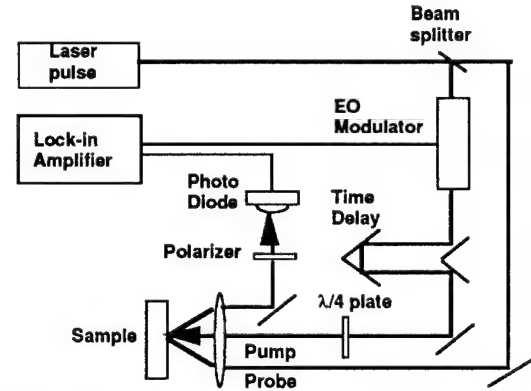 Beam
splitter
Laser
pulse
EO
Modulator
Lock-in
Amplifier
Photo
Diode
Time
Delay
Polarizer
λ/4 plate
Sample
Pump
Probe